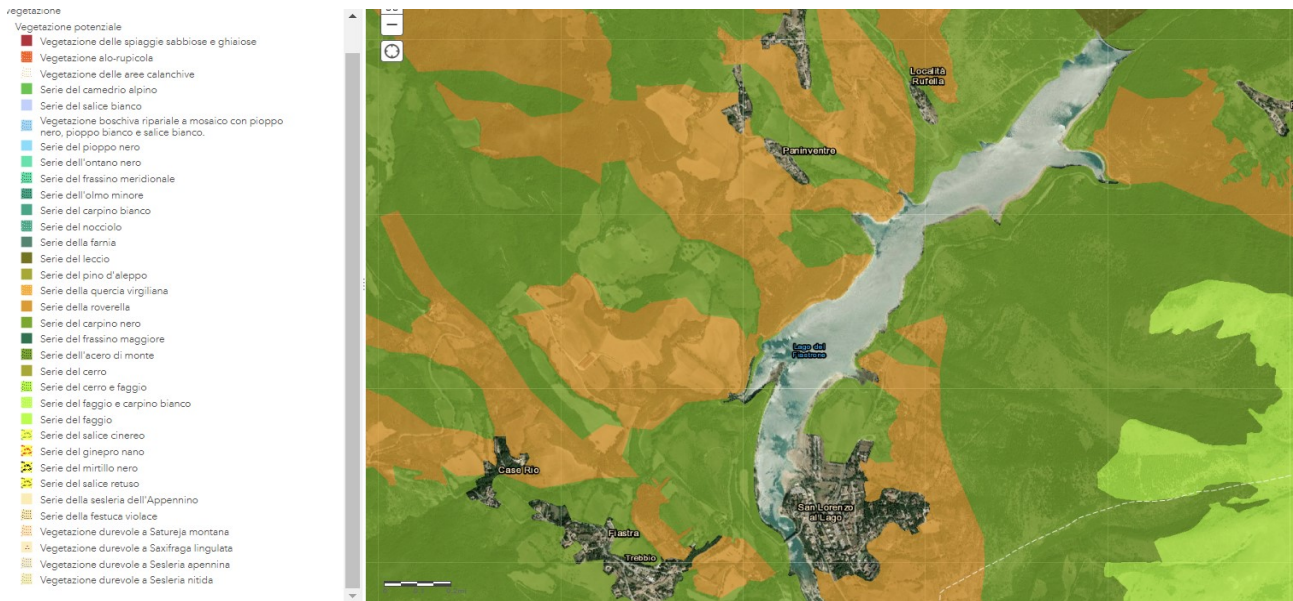 vegetazione
Vegetazione potenziale
Vegetazione delle spiagge sabbiose e ghiaiose
Vegetazione alo-rupicola
Vegetazione delle aree calanchive
Serie del camedrio alpino
Serie del salice bianco
Vegetazione boschiva ripariale a mosaico con pioppo
nero, pioppo bianco e salice bianco.
Serie del pioppo nero
Serie dell'ontano nero
Serie del frassino meridionale
Serie dell'olmo minore
Serie del carpino bianco
Serie del nocciolo
Serie della farnia
Serie del leccio
Serie del pino d'aleppo
Serie della quercia virgiliana
Serie della roverella
Serie del carpino nero
Serie del frassino maggiore
Serie dell'acero di monte
Serie del cerro
Serie del cerro e faggio
Serie del faggio e carpino bianco
Serie del faggio
Serie del salice cinereo
Serie del ginepro nano
Serie del mirtillo nero
Serie del salice retuso
Serie della sesleria dell'Appennino
Serie della festuca violace
Vegetazione durevole a Satureja montana
Vegetazione durevole a Saxifraga lingulata
Vegetazione durevole a Sesleria apennina
Vegetazione durevole a Sesleria nitida
Località
Rufella
Paninventre
Lago del
Fiastrone
Case Rio
San Lorenzo
al Lago
Fiastra
Trebbio